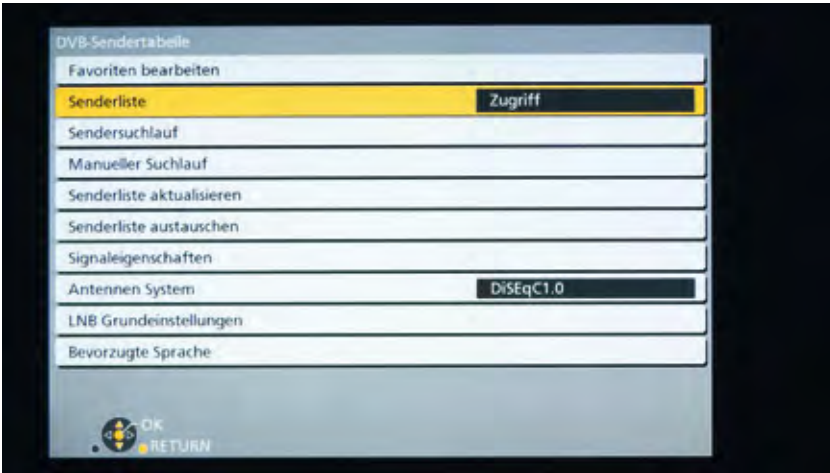 DVB-Sendertabelle
Favoriten bearbeiten
Senderliste Zugriff
Sendersuchlauf
Manueller Suchlauf
Senderliste aktualisieren
Senderliste austauschen
Signaleigenschaften
Antennen System DiSEqC1.0
LNB Grundeinstellungen
Bevorzugte Sprache
OK
RETURN